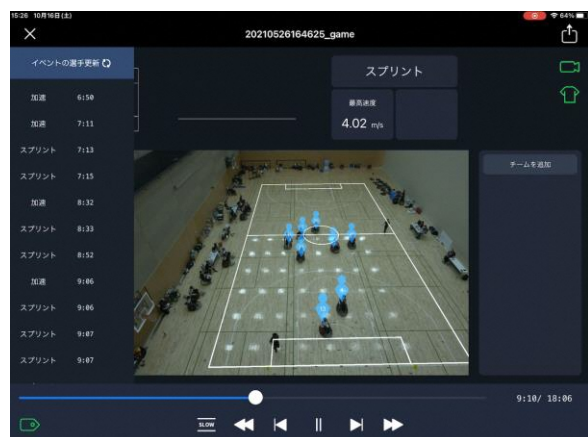 15:26 10月16日(土)
64%
20210526164625_game
イベントの選手更新
加速 6:50
加速 7:11
スプリント 7:13
スプリント 7:15
加速 8:32
スプリント 8:33
スプリント 8:52
加速 9:06
スプリント 9:06
スプリント 9:07
スプリント 9:07
スプリント
最高速度
4.02 m/s
チームを追加
9:10/ 18:06
SLOW